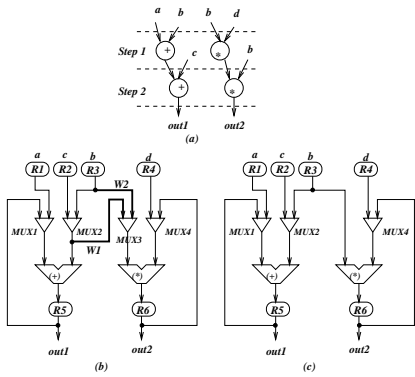 a b b d
Step 1 + * b
c
Step 2 + *
out1 out2
(a)
a c b d a c b d
R1 R2 R3 R4 R1 R2 R3 R4
W2
MUX1 MUX2 MUX3 MUX4 MUX1 MUX2 MUX4
W1
(+) (*) (+) (*)
R5 R6 R5 R6
out1 out2 out1 out2
(b) (c)